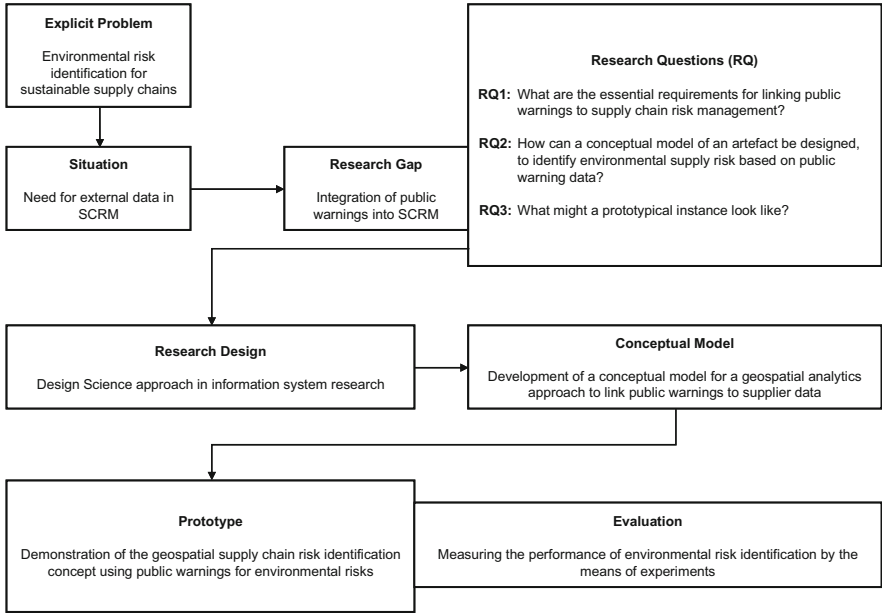 Explicit Problem
Environmental risk
identification for
sustainable supply chains
Situation
Need for external data in
SCRM
Research Gap
Integration of public
warnings into SCRM
Research Questions (RQ)
RQ1: What are the essential requirements for linking public
warnings to supply chain risk management?
RQ2: How can a conceptual model of an artefact be designed,
to identify environmental supply risk based on public
warning data?
RQ3: What might a prototypical instance look like?
Research Design
Design Science approach in information system research
Conceptual Model
Development of a conceptual model for a geospatial analytics
approach to link public warnings to supplier data
Prototype
Demonstration of the geospatial supply chain risk identification
concept using public warnings for environmental risks
Evaluation
Measuring the performance of environmental risk identification by the
means of experiments